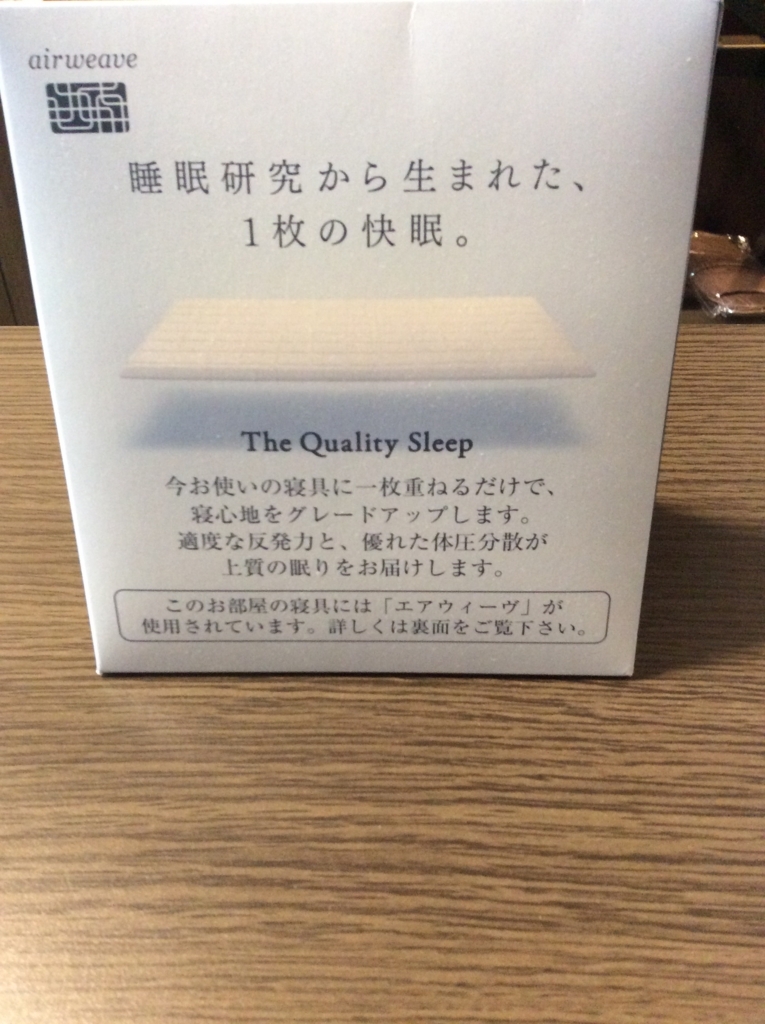 airweave
睡眠研究から生まれた、
1枚の快眠。
The Quality Sleep
今お使いの寝具に一枚重ねるだけで、
寝心地をグレードアップします。
適度な反発力と、優れた体圧分散が
上質の眠りをお届けします。
このお部屋の寝具には「エアウィーヴ」が
使用されています。詳しくは裏面をご覧下さい。